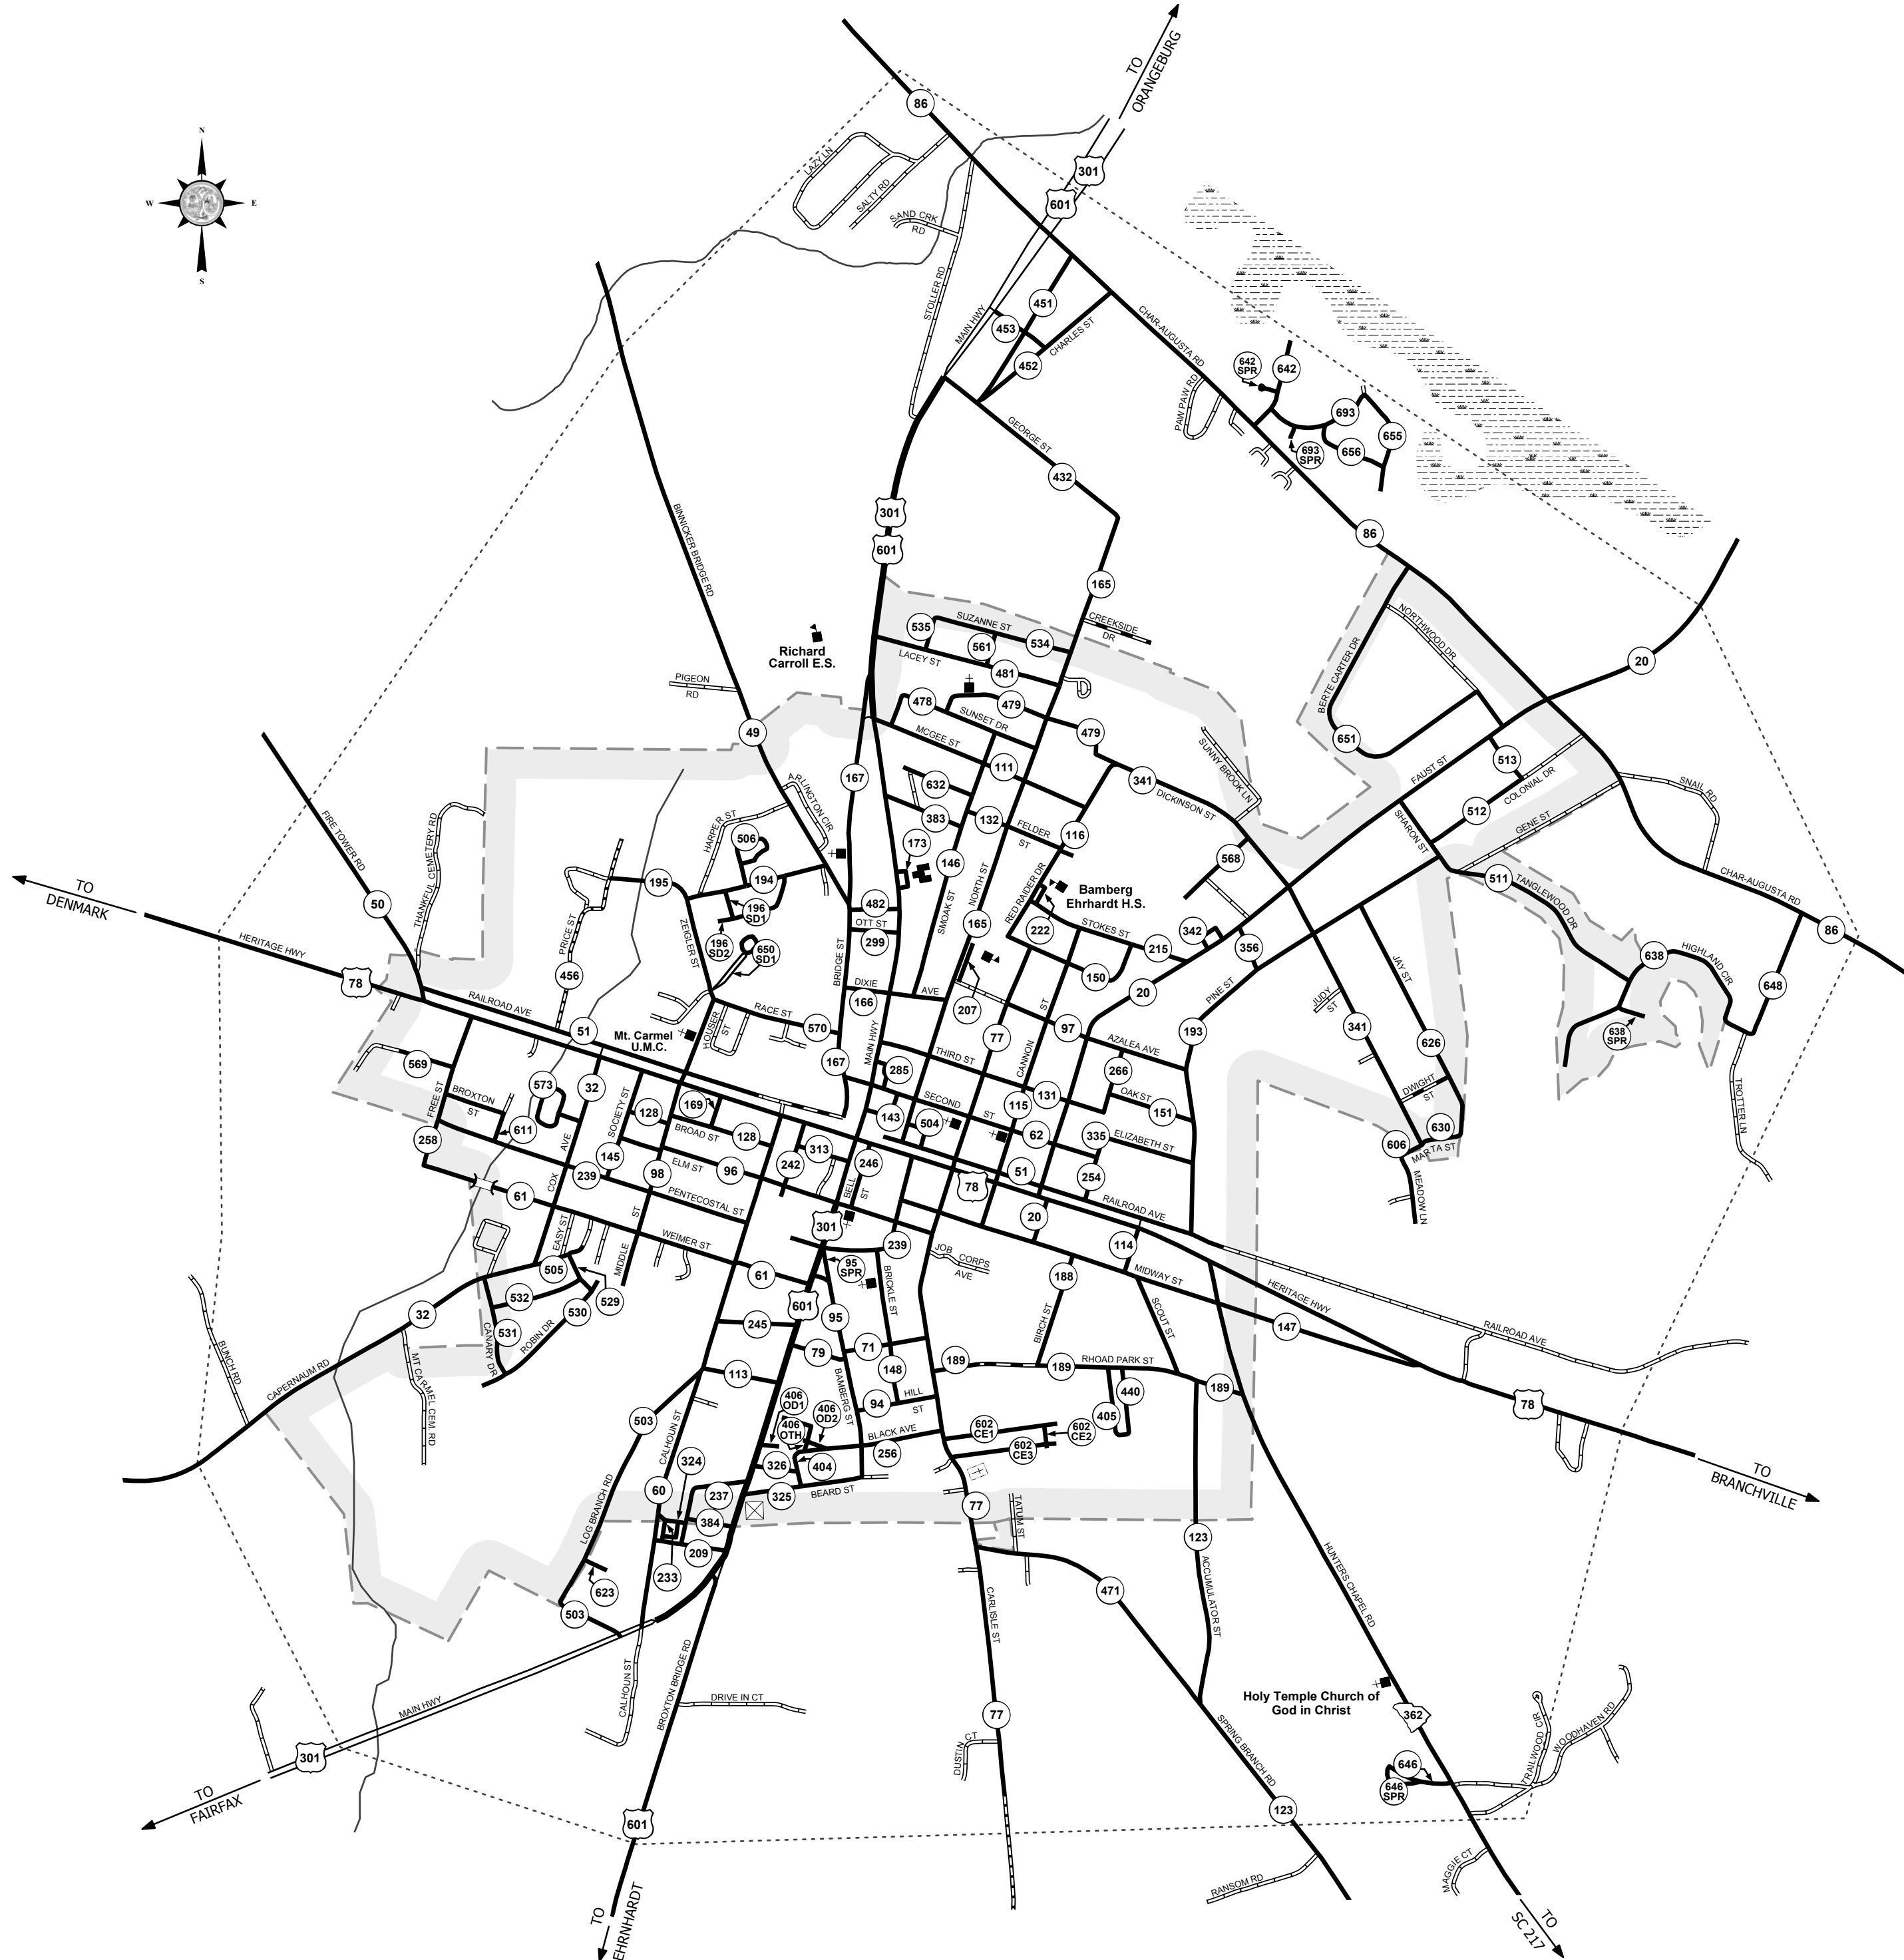 TO
ORANGEBURG
86
301
601
N
W
E
S
LAZY LN
SALTY RD
SAND CRK
RD
STOLLER RD
MAIN HWY
451
453
452
CHARLES ST
CHAR-AUGUSTA RD
PAW PAW RD
642
SPR
642
693
655
656
693
SPR
GEORGE ST
432
86
301
601
BINNICKER BRIDGE RD
165
CREEKSIDE
DR
SUZANNE ST
535
561
534
LACEY ST
481
Richard
Carroll E.S.
PIGEON
RD
49
478
479
SUNSET DR
MCGEE ST
479
111
341
DICKINSON ST
SUNNY BROOK LN
BERTE CARTER DR
NORTHWOOD DR
651
20
FAUST ST
513
COLONIAL DR
512
SHARON ST
GENE ST
SNAIL RD
CHAR-AUGUSTA RD
86
511
TANGLEWOOD DR
638
HIGHLAND CIR
648
638
SPR
TROTTER LN
167
632
383
132
FELDER
ST
116
173
146
SMOAK ST
NORTH ST
RED RAIDER DR
Bamberg
Ehrhardt H.S.
568
ARLINGTON CIR
HARPER ST
506
194
195
196
SD1
196
SD2
650
SD1
ZEIGLER ST
482
OTT ST
299
165
222
STOKES ST
215
342
356
150
20
PINE ST
JAY ST
JUDY
ST
341
626
FIRE TOWER RD
50
THANKFUL CEMETERY RD
PRICE ST
456
TO
DENMARK
HERITAGE HWY
78
RAILROAD AVE
51
BRIDGE ST
DIXIE
AVE
166
207
77
97
193
RACE ST
570
HOUSER
ST
Mt. Carmel
U.M.C.
167
MAIN HWY
THIRD ST
285
CANNON
ST
AZALEA AVE
266
OAK ST
151
131
115
SECOND
ST
143
504
62
335
ELIZABETH ST
254
DWIGHT
ST
630
606
MARTA ST
MEADOW LN
569
FREE ST
BROXTON
ST
573
32
611
258
SOCIETY ST
128
169
BROAD ST
128
145
98
ELM ST
96
242
313
246
BELL
ST
78
51
RAILROAD AVE
239
COX
AVE
61
PENTECOSTAL ST
EASY ST
MIDDLE
ST
WEIMER ST
61
301
239
95
SPR
JOB CORPS
AVE
20
114
188
MIDWAY ST
HERITAGE HWY
RAILROAD AVE
505
532
529
530
531
CANARY DR
ROBIN DR
32
CAPERNAUM RD
BUNCH RD
MT CARMEL CEM. RD
601
245
95
BRICKLE ST
79
71
148
BAMBERG ST
BIRCH ST
SCOUT ST
147
189
189
RHOAD PARK ST
189
113
94
HILL
ST
440
405
406
OD1
406
OD2
406
OTH
BLACK AVE
256
602
CE1
602
CE2
602
CE3
78
TO
BRANCHVILLE
503
CALHOUN ST
324
326
404
LOG BRANCH RD
60
237
325
BEARD ST
384
209
233
77
TATUM ST
123
623
503
471
ACCUMULATOR ST
HUNTERS CHAPEL RD
CARLISLE ST
CALHOUN ST
BROXTON BRIDGE RD
DRIVE IN CT
MAIN HWY
301
TO
FAIRFAX
77
DUSTIN CT
Holy Temple Church of
God in Christ
362
SPRING BRANCH RD
TRAILWOOD CIR
WOODHAVEN RD
646
646
SPR
601
123
MAGGIE CT
RANSOM RD
TO
EHRNHARDT
TO
SC 217